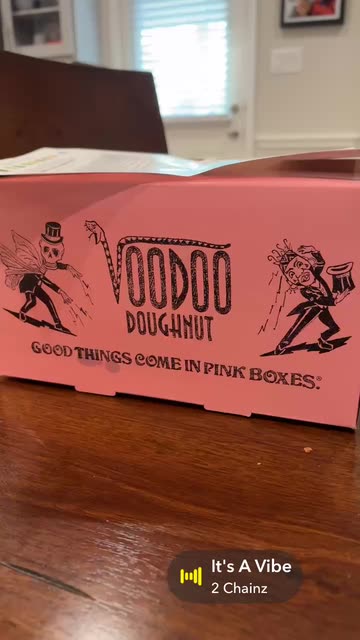 VOODOO
DOUGHNUT
GOOD THINGS COME IN PINK BOXES.®
It's A Vibe
2 Chainz